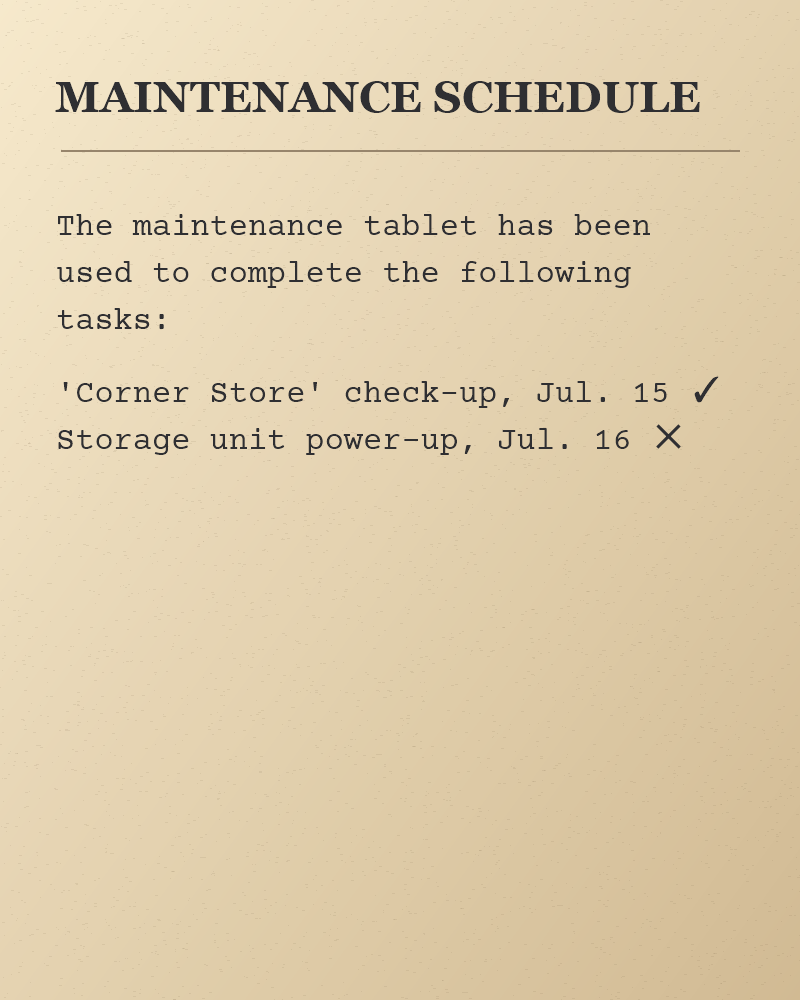 MAINTENANCE SCHEDULE
The maintenance tablet has been
used to complete the following
tasks:
'Corner Store' check-up, Jul. 15 ✓
Storage unit power-up, Jul. 16 ✕